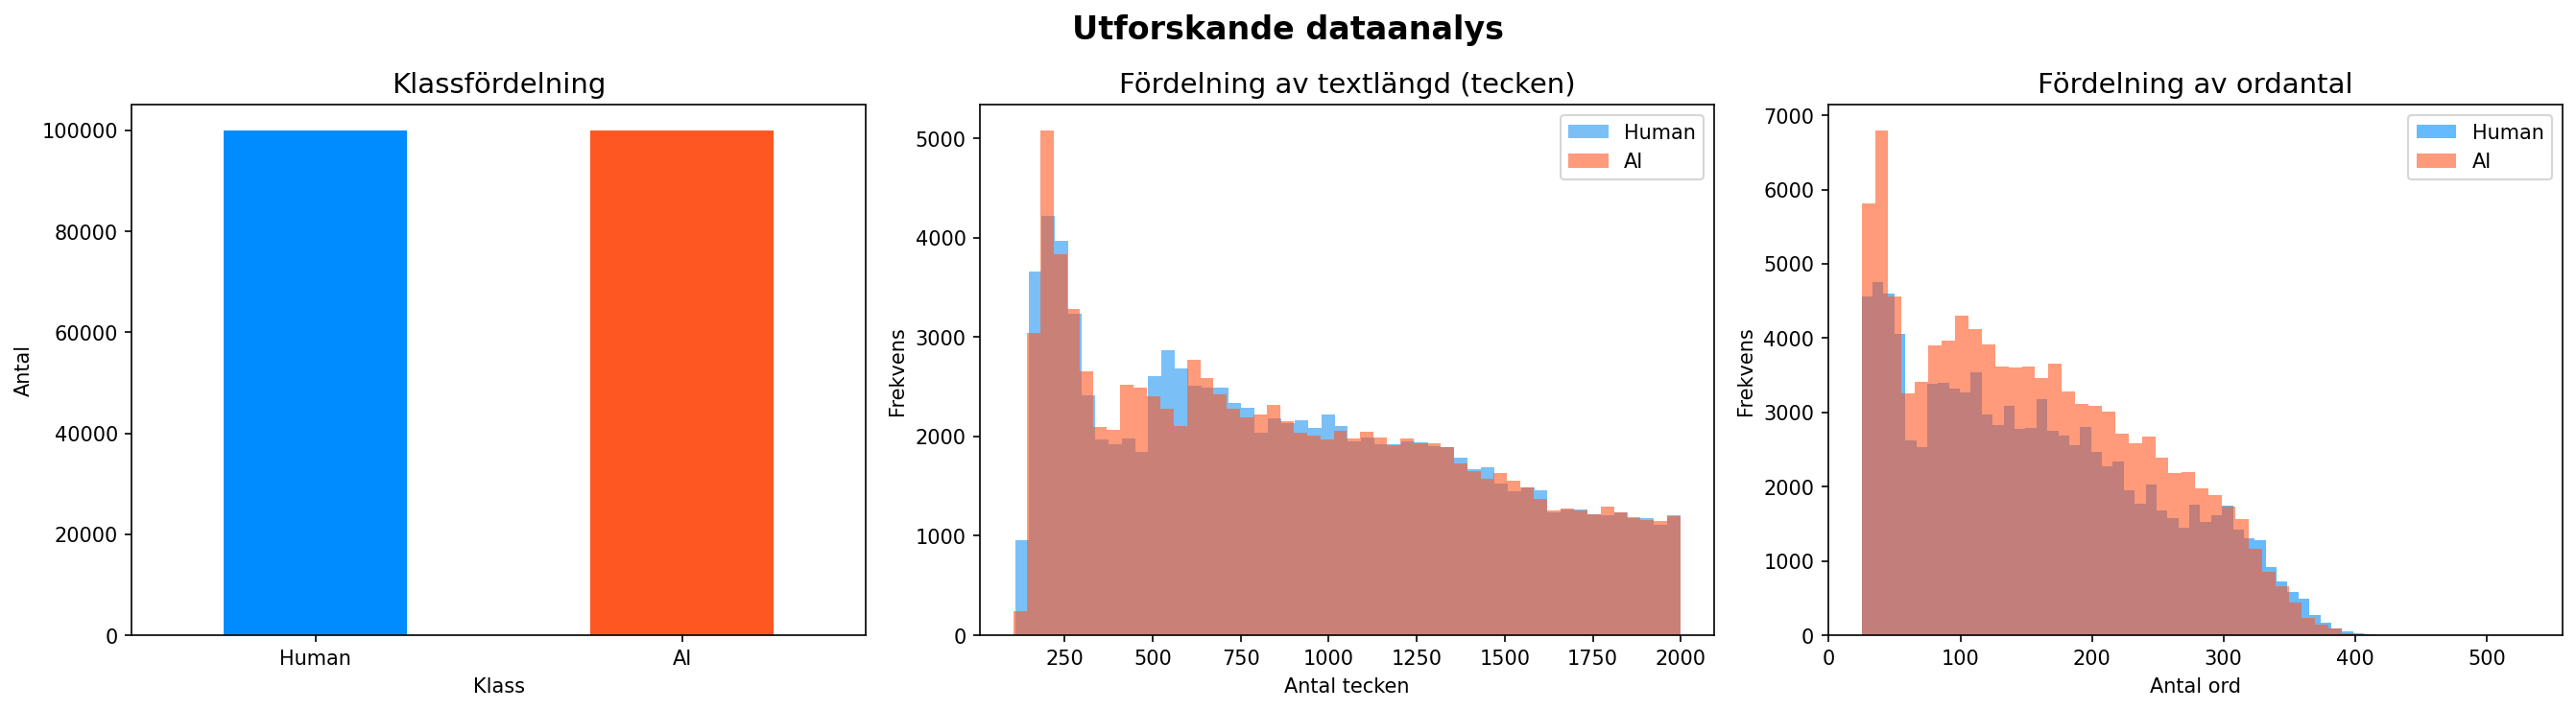 Utforskande dataanalys
Klassfördelning
100000
80000
60000
40000
20000
0
Antal
Human
AI
Klass
Fördelning av textlängd (tecken)
5000
4000
3000
2000
1000
0
Frekvens
250
500
750
1000
1250
1500
1750
2000
Antal tecken
Human
AI
Fördelning av ordantal
7000
6000
5000
4000
3000
2000
1000
0
Frekvens
0
100
200
300
400
500
Antal ord
Human
AI